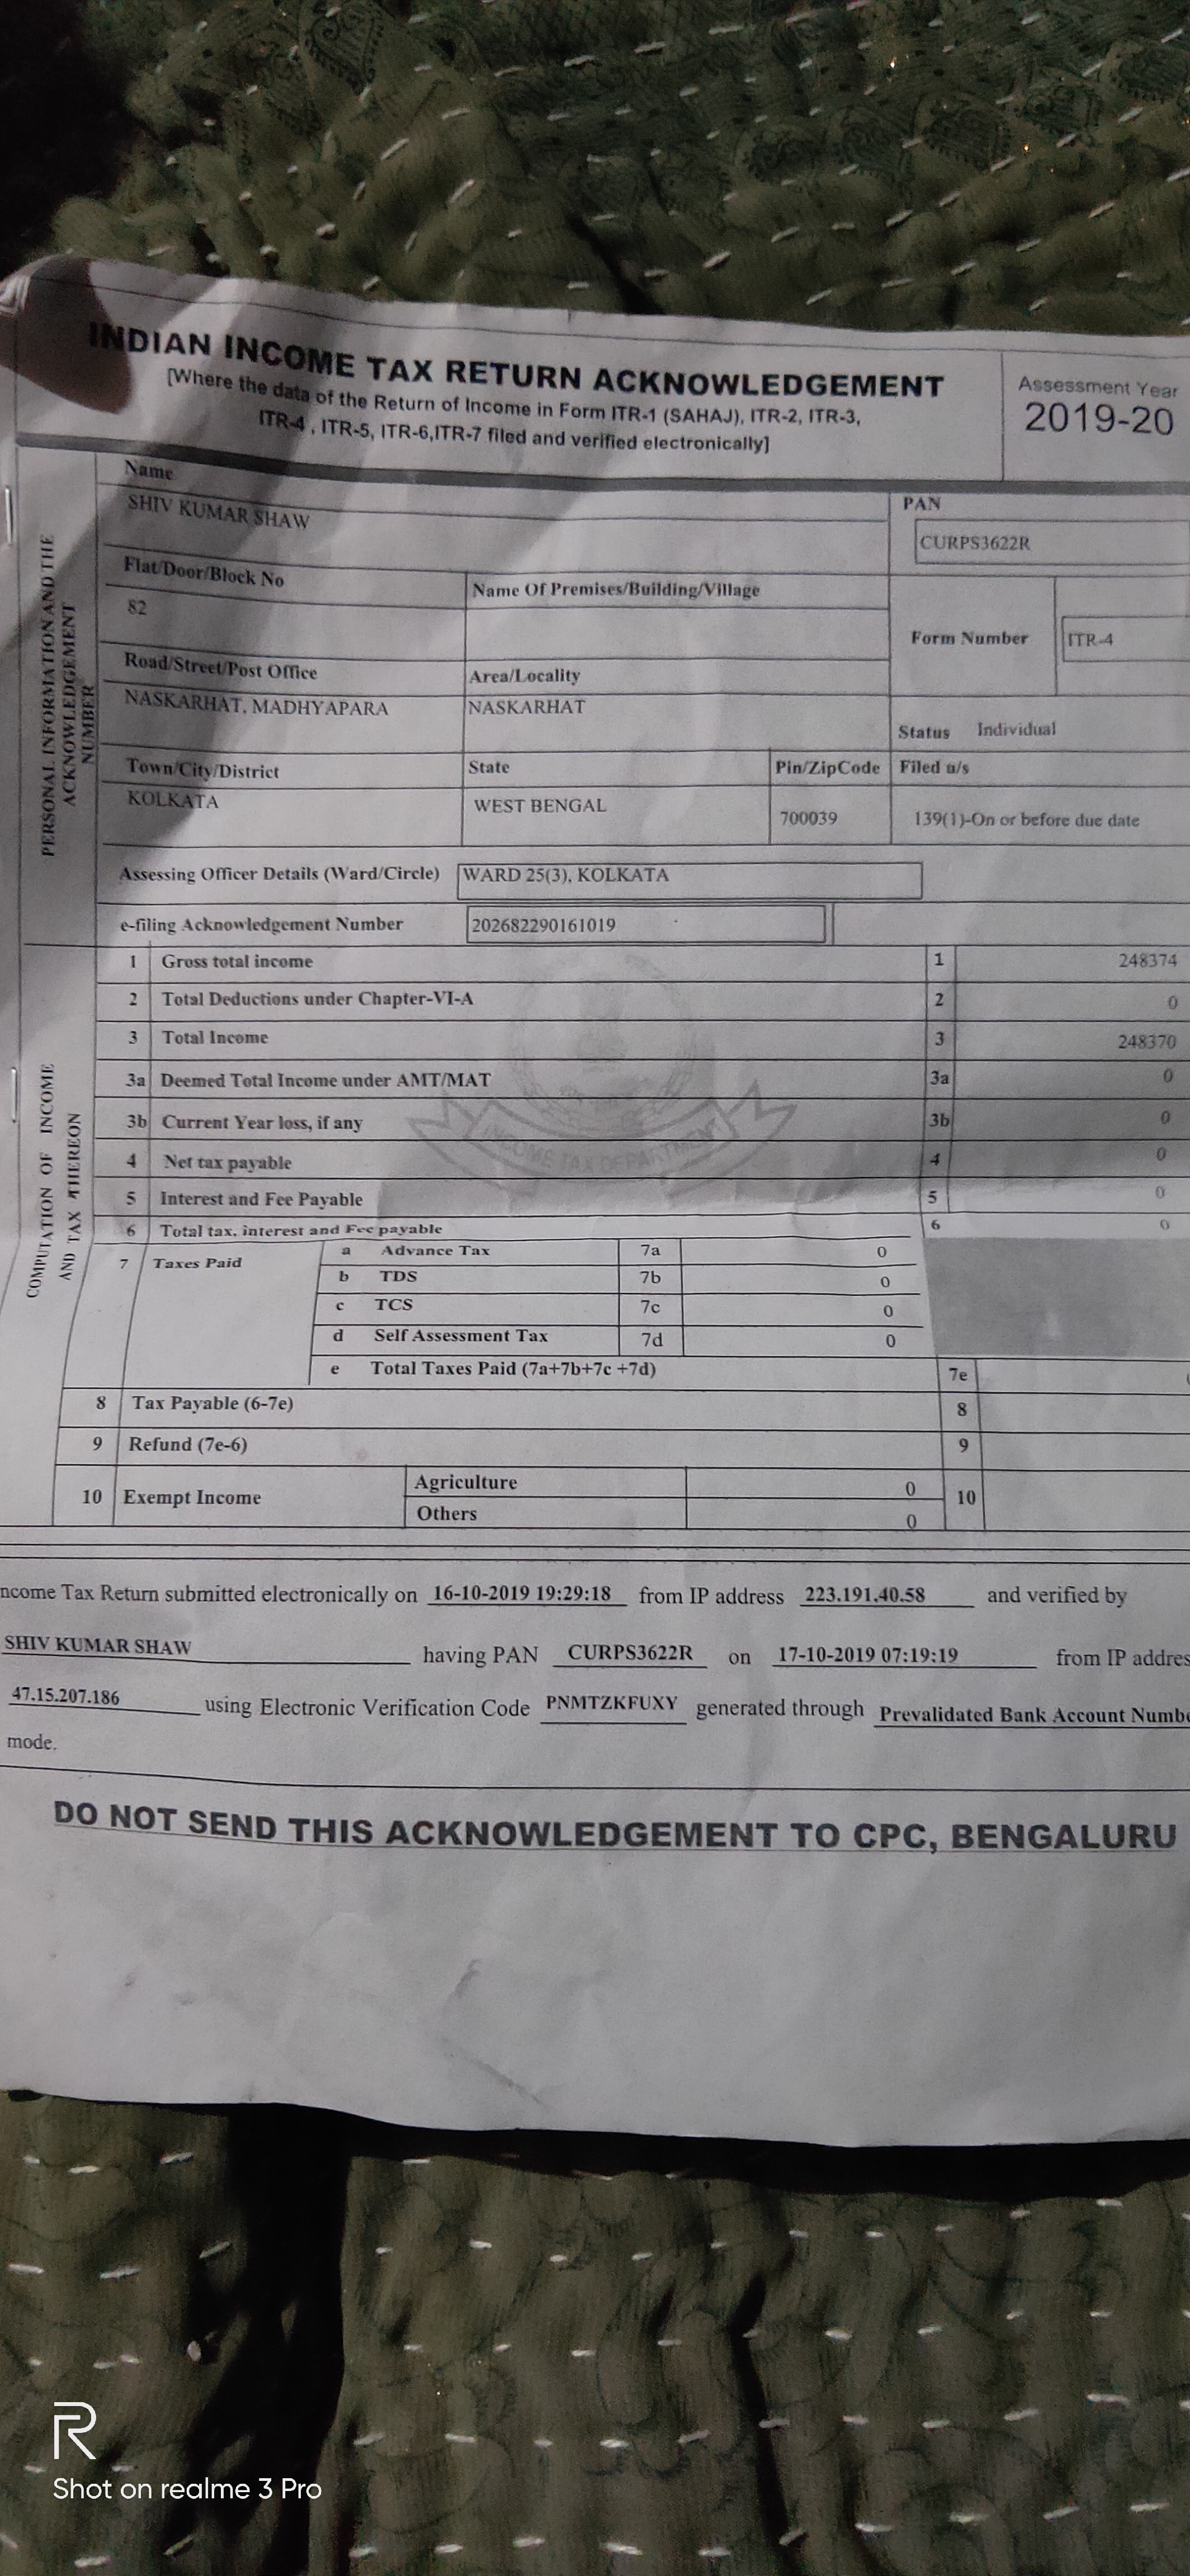 INDIAN INCOME TAX RETURN ACKNOWLEDGEMENT
[Where the data of the Return of Income in Form ITR-1 (SAHAJ), ITR-2, ITR-3,
ITR-4 , ITR-5, ITR-6,ITR-7 filed and verified electronically]
Assessment Year
2019-20
PERSONAL INFORMATION AND THE
ACKNOWLEDGEMENT
NUMBER
Name
SHIV KUMAR SHAW
PAN
CURPS3622R
Flat/Door/Block No
Name Of Premises/Building/Village
82
Form Number ITR-4
Road/Street/Post Office
Area/Locality
NASKARHAT, MADHYAPARA
NASKARHAT
Status Individual
Town/City/District
State
Pin/ZipCode
Filed u/s
KOLKATA
WEST BENGAL
700039
139(1)-On or before due date
Assessing Officer Details (Ward/Circle) WARD 25(3), KOLKATA
e-filing Acknowledgement Number 202682290161019
COMPUTATION OF INCOME
AND TAX THEREON
1 Gross total income 1 248374
2 Total Deductions under Chapter-VI-A 2 0
3 Total Income 3 248370
3a Deemed Total Income under AMT/MAT 3a 0
3b Current Year loss, if any 3b 0
4 Net tax payable 4 0
5 Interest and Fee Payable 5 0
6 Total tax, interest and Fee payable 6 0
7 Taxes Paid
a Advance Tax 7a 0
b TDS 7b 0
c TCS 7c 0
d Self Assessment Tax 7d 0
e Total Taxes Paid (7a+7b+7c +7d) 7e
8 Tax Payable (6-7e) 8
9 Refund (7e-6) 9
10 Exempt Income
Agriculture 0
Others 0
10
INCOME TAX DEPARTMENT
ncome Tax Return submitted electronically on 16-10-2019 19:29:18 from IP address 223.191.40.58 and verified by
SHIV KUMAR SHAW having PAN CURPS3622R on 17-10-2019 07:19:19 from IP addres
47.15.207.186 using Electronic Verification Code PNMTZKFUXY generated through Prevalidated Bank Account Numbe
mode.
DO NOT SEND THIS ACKNOWLEDGEMENT TO CPC, BENGALURU
R
Shot on realme 3 Pro